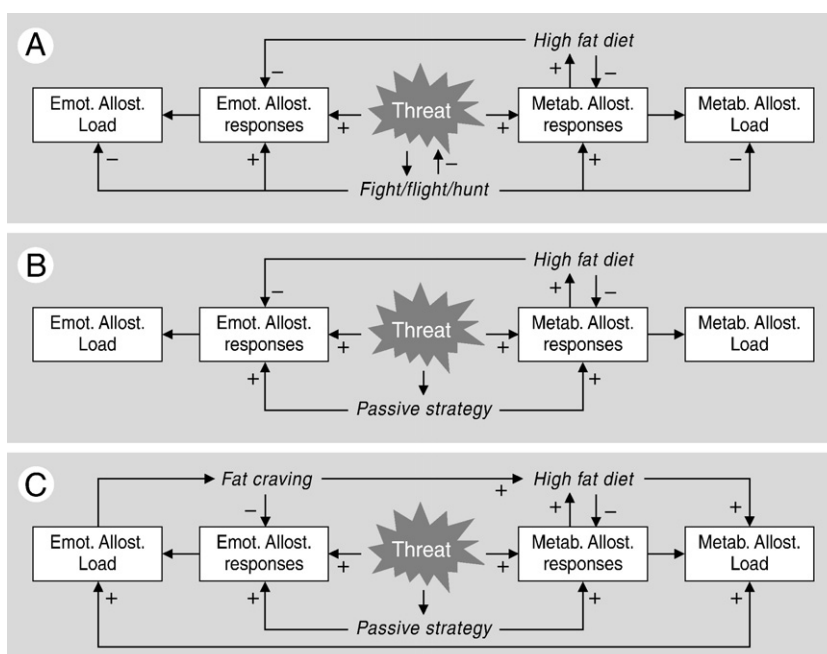 A
High fat diet
–
+
–
Emot. Allost.
Load
Emot. Allost.
responses
+
Threat
+
Metab. Allost.
responses
Metab. Allost.
Load
–
+
–
+
–
Fight/flight/hunt
B
High fat diet
–
+
–
Emot. Allost.
Load
Emot. Allost.
responses
+
Threat
+
Metab. Allost.
responses
Metab. Allost.
Load
+
+
Passive strategy
C
Fat craving
+
High fat diet
–
+
–
+
Emot. Allost.
Load
Emot. Allost.
responses
+
Threat
+
Metab. Allost.
responses
Metab. Allost.
Load
+
+
+
+
Passive strategy